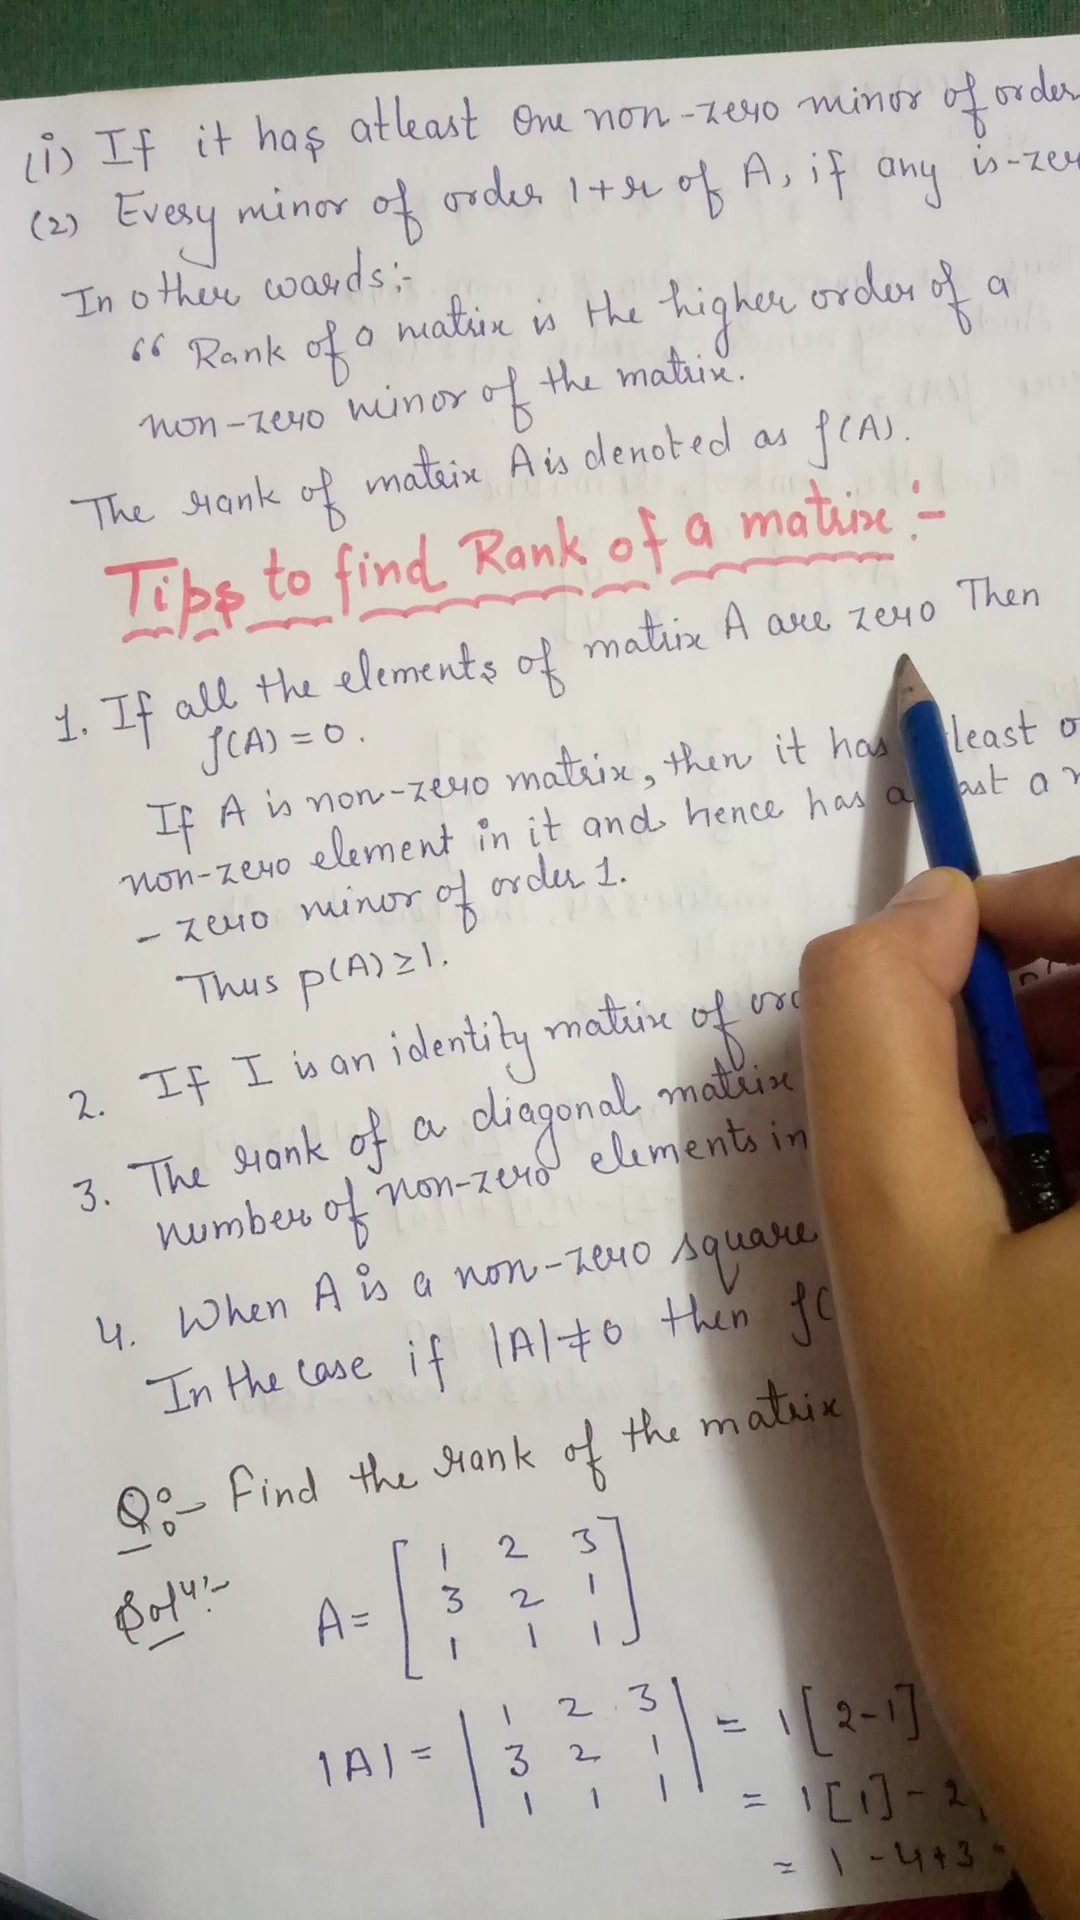 (i) If it has atleast One non-zero minor of order
(2) Every minor of order 1+r of A, if any is-zer
In other wards:-
“ Rank of a matrix is the higher order of a
non-zero minor of the matrix.
The rank of matrix A is denoted as ρ(A).
Tips to find Rank of a matrix:-
1. If all the elements of matrix A are zero Then
ρ(A) = 0.
If A is non-zero matrix, then it has least o
non-zero element in it and hence has a ast a n
- zero minor of order 1.
Thus p(A) ≥ 1.
2. If I is an identity matrix of ord
3. The rank of a diagonal matrix
number of non-zero elements in
4. When A is a non-zero square
In the case if |A| ≠ 0 then ρ(
Q:- Find the rank of the matrix
Solⁿ:-
A = [ 1 2 3
3 2 1
1 1 1 ]
|A| = | 1 2 3
3 2 1
1 1 1 | = 1[2-1]
= 1[1] - 2
= 1 - 4 + 3